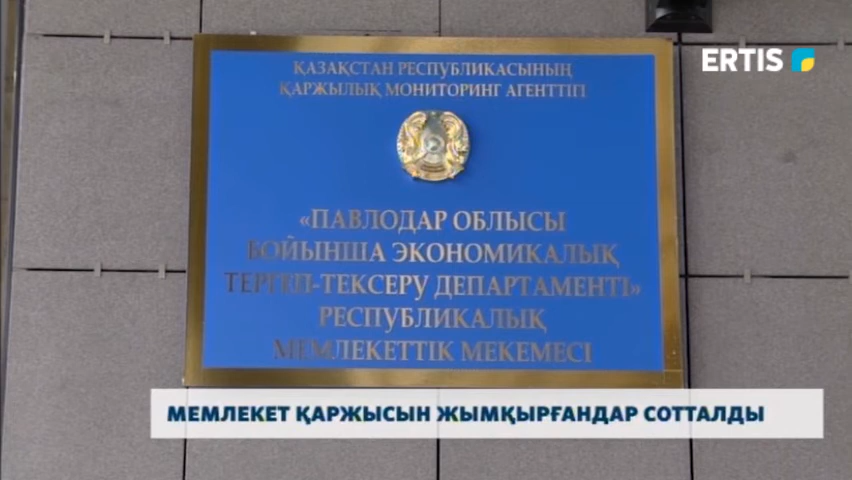 ERTIS
ҚАЗАҚСТАН РЕСПУБЛИКАСЫНЫҢ
ҚАРЖЫЛЫҚ МОНИТОРИНГ АГЕНТТІГІ
«ПАВЛОДАР ОБЛЫСЫ
БОЙЫНША ЭКОНОМИКАЛЫҚ
ТЕРГЕП-ТЕКСЕРУ ДЕПАРТАМЕНТІ»
РЕСПУБЛИКАЛЫҚ
МЕМЛЕКЕТТІК МЕКЕМЕСІ
МЕМЛЕКЕТ ҚАРЖЫСЫН ЖЫМҚЫРҒАНДАР СОТТАЛДЫ